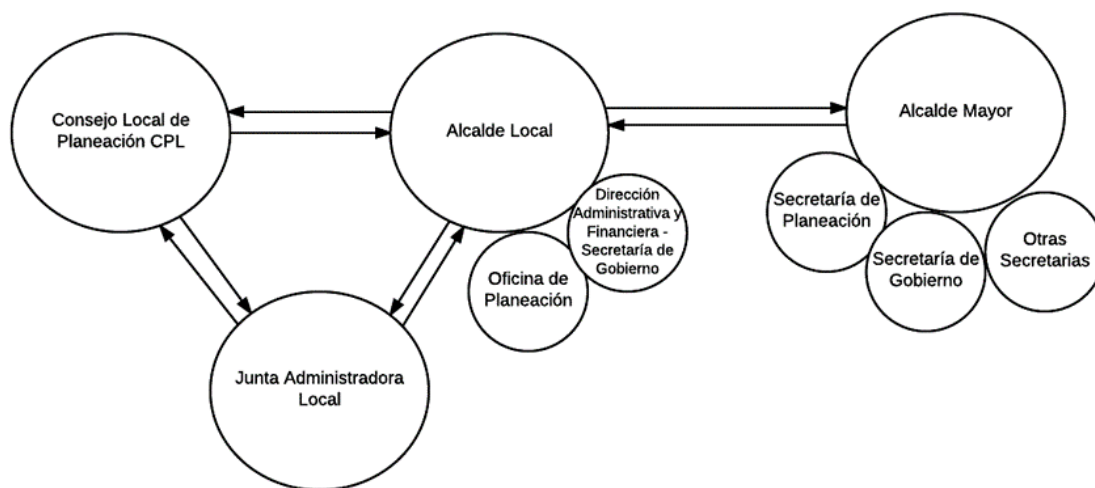 Consejo Local de
Planeación CPL
Alcalde Local
Alcalde Mayor
Dirección
Administrativa y
Financiera -
Secretaría de
Gobierno
Oficina de
Planeación
Secretaría de
Planeación
Secretaría de
Gobierno
Otras
Secretarias
Junta Administradora
Local